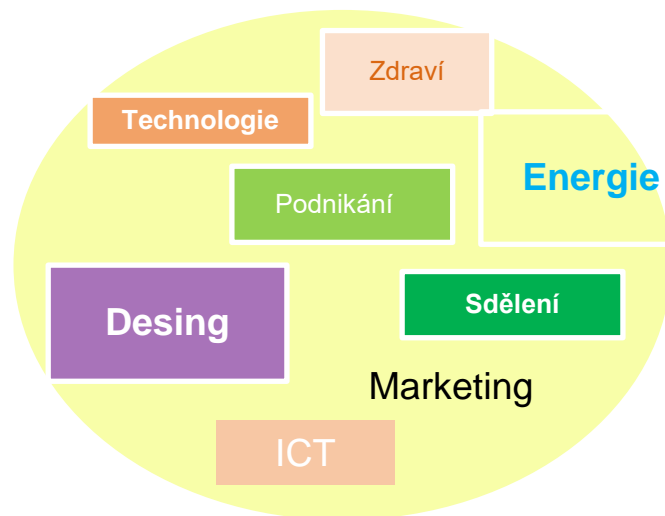 Zdraví
Technologie
Energie
Podnikání
Desing
Sdělení
Marketing
ICT